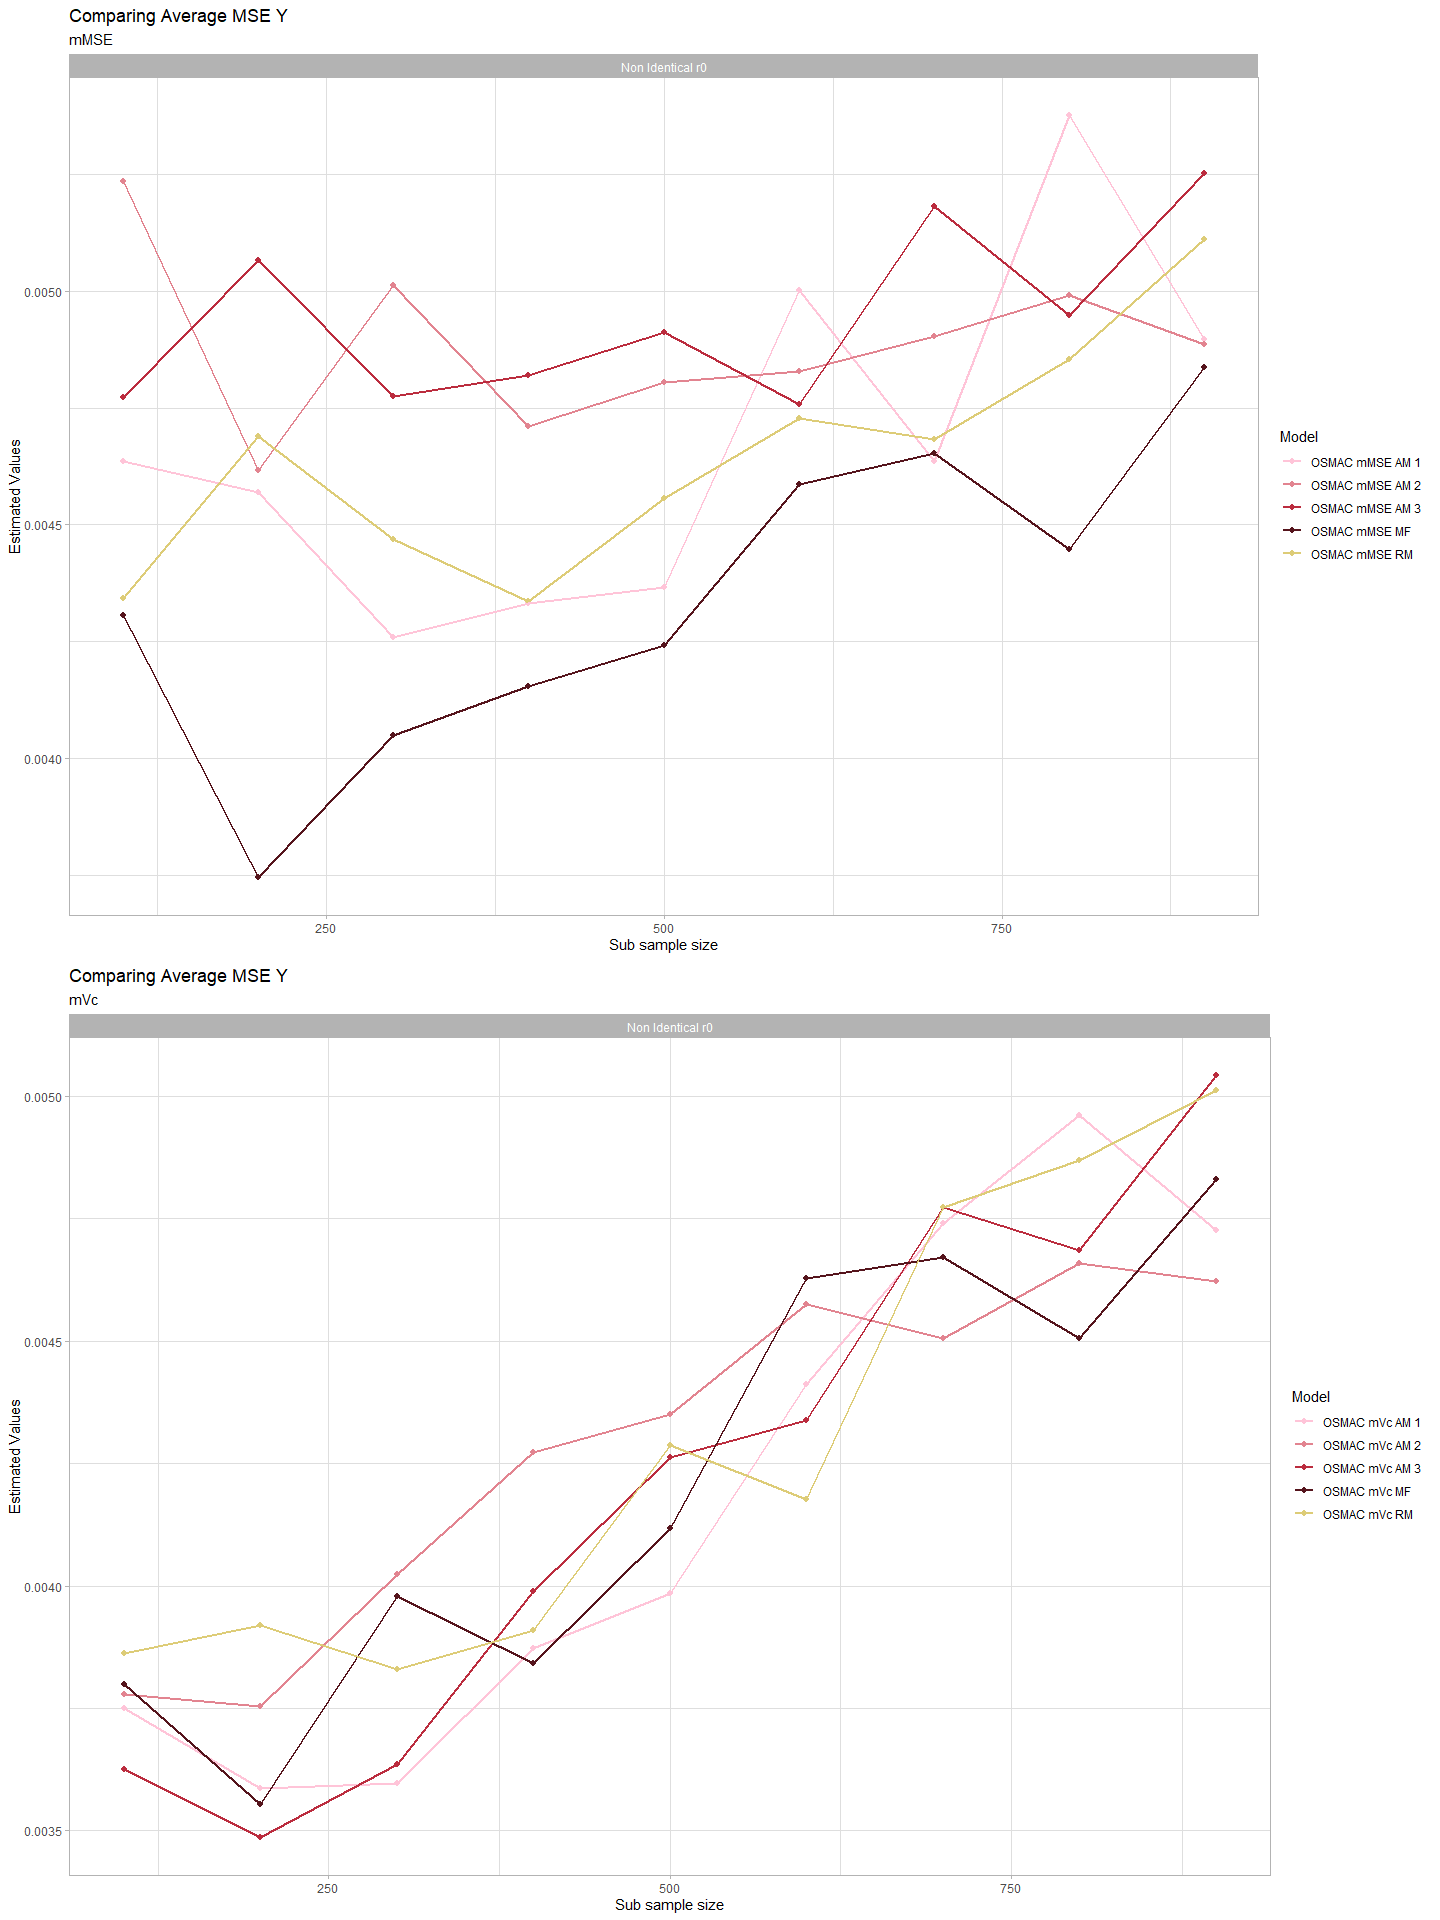 Comparing Average MSE Y
mMSE
Non Identical r0
0.0050
0.0045
0.0040
Estimated Values
250
500
750
Sub sample size
Model
OSMAC mMSE AM 1
OSMAC mMSE AM 2
OSMAC mMSE AM 3
OSMAC mMSE MF
OSMAC mMSE RM
Comparing Average MSE Y
mVc
Non Identical r0
0.0050
0.0045
0.0040
0.0035
Estimated Values
250
500
750
Sub sample size
Model
OSMAC mVc AM 1
OSMAC mVc AM 2
OSMAC mVc AM 3
OSMAC mVc MF
OSMAC mVc RM